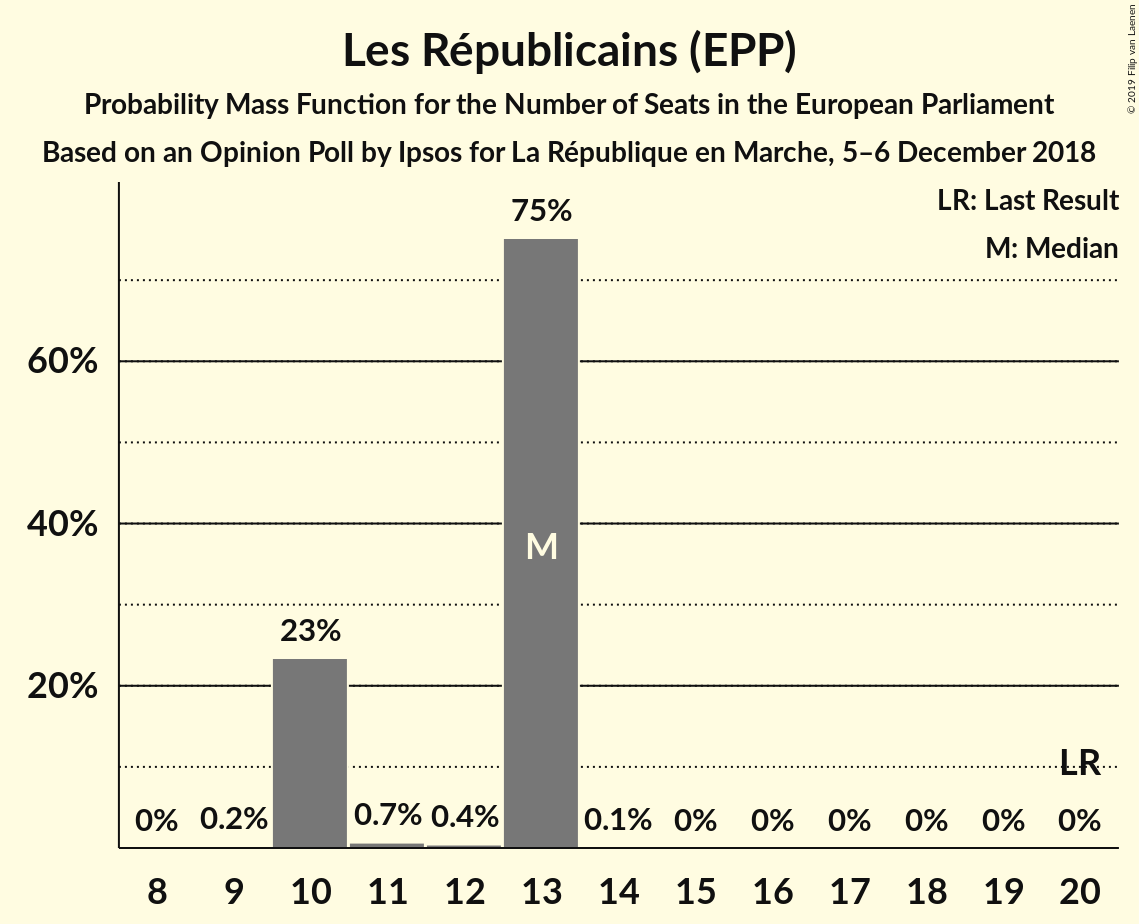 Les Républicains (EPP)
Probability Mass Function for the Number of Seats in the European Parliament
Based on an Opinion Poll by Ipsos for La République en Marche, 5–6 December 2018
© 2019 Filip van Laenen
LR: Last Result
M: Median
75%
60%
40%
M
23%
20%
LR
0% 0.2% 0.7% 0.4% 0.1% 0% 0% 0% 0% 0% 0%
8 9 10 11 12 13 14 15 16 17 18 19 20